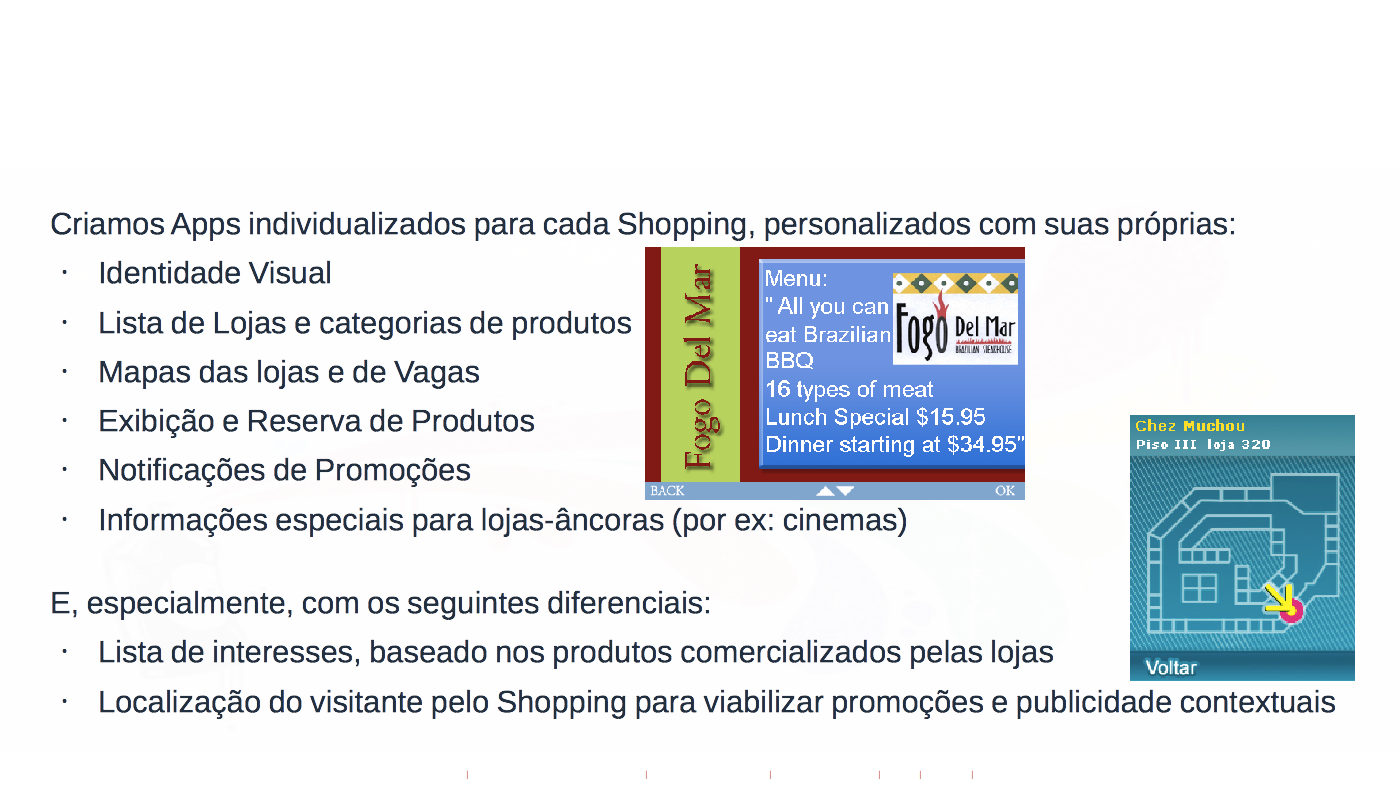 Criamos Apps individualizados para cada Shopping, personalizados com suas próprias:
· Identidade Visual
· Lista de Lojas e categorias de produtos
· Mapas das lojas e de Vagas
· Exibição e Reserva de Produtos
· Notificações de Promoções
· Informações especiais para lojas-âncoras (por ex: cinemas)
Fogo Del Mar
Menu:
" All you can
eat Brazilian
BBQ
16 types of meat
Lunch Special $15.95
Dinner starting at $34.95"
Fogo Del Mar
BRAZILIAN STEAKHOUSE
BACK OK
Chez Muchou
Piso III loja 320
Voltar
E, especialmente, com os seguintes diferenciais:
· Lista de interesses, baseado nos produtos comercializados pelas lojas
· Localização do visitante pelo Shopping para viabilizar promoções e publicidade contextuais